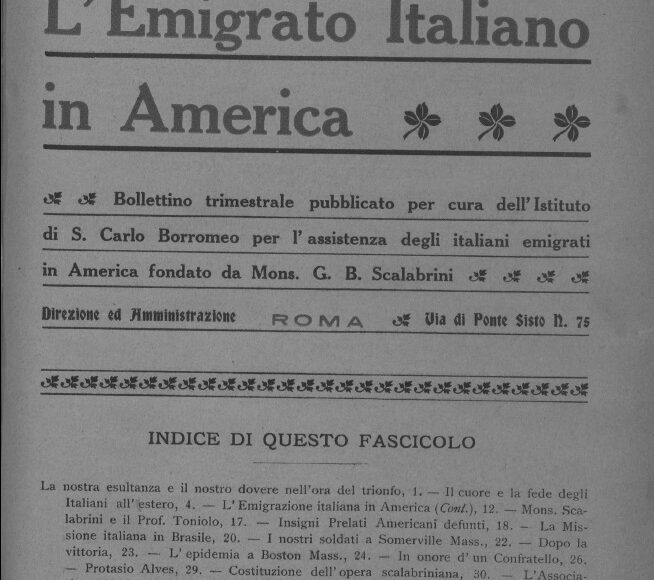 L'Emigrato Italiano
in America
Bollettino trimestrale pubblicato per cura dell'Istituto
di S. Carlo Borromeo per l'assistenza degli italiani emigrati
in America fondato da Mons. G. B. Scalabrini
Direzione ed Amministrazione ROMA Via di Ponte Sisto N. 75
INDICE DI QUESTO FASCICOLO
La nostra esultanza e il nostro dovere nell'ora del trionfo, 1. — Il cuore e la fede degli
Italiani all'estero, 4. — L'Emigrazione italiana in America (Cont.), 12. — Mons. Sca-
labrini e il Prof. Toniolo, 17. — Insigni Prelati Americani defunti, 18. — La Mis-
sione italiana in Brasile, 20. — I nostri soldati a Somerville Mass., 22. — Dopo la
vittoria, 23. — L'epidemia a Boston Mass., 24. — In onore d'un Confratello, 26.
— Protasio Alves, 29. — Costituzione dell'opera scalabriniana, 30. — L'Associa-